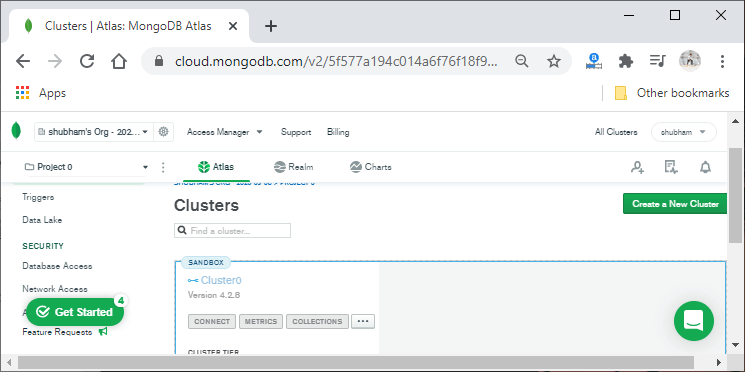 Clusters | Atlas: MongoDB Atlas
cloud.mongodb.com/v2/5f577a194c014a6f76f18f9...
Apps
Other bookmarks
shubham's Org - 202...
Access Manager
Support
Billing
All Clusters
shubham
Project 0
Atlas
Realm
Charts
Triggers
Data Lake
SECURITY
Database Access
Network Access
4
Get Started
Feature Requests
Clusters
Create a New Cluster
Find a cluster...
SANDBOX
Cluster0
Version 4.2.8
CONNECT
METRICS
COLLECTIONS
...
CLUSTER TIER